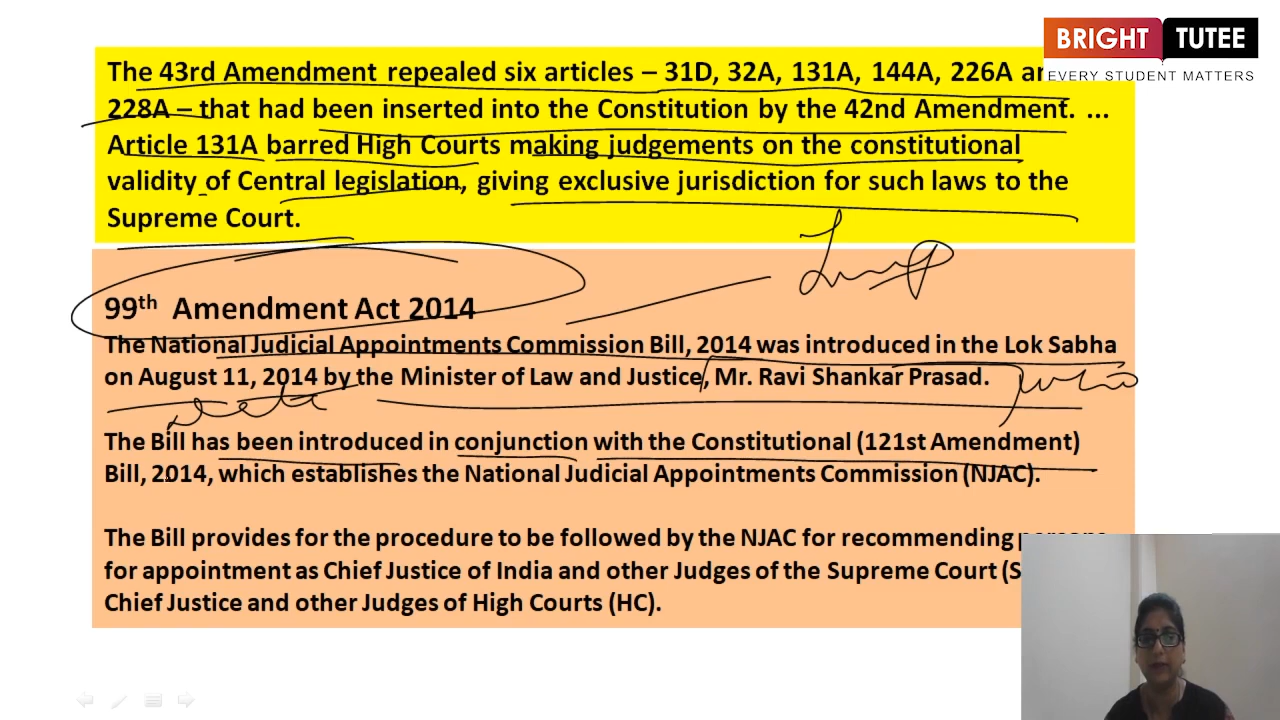 BRIGHT TUTEE
EVERY STUDENT MATTERS
The 43rd Amendment repealed six articles – 31D, 32A, 131A, 144A, 226A
228A – that had been inserted into the Constitution by the 42nd Amendment. ...
Article 131A barred High Courts making judgements on the constitutional
validity of Central legislation, giving exclusive jurisdiction for such laws to the
Supreme Court.
99th Amendment Act 2014
The National Judicial Appointments Commission Bill, 2014 was introduced in the Lok Sabha
on August 11, 2014 by the Minister of Law and Justice, Mr. Ravi Shankar Prasad.
The Bill has been introduced in conjunction with the Constitutional (121st Amendment)
Bill, 2014, which establishes the National Judicial Appointments Commission (NJAC).
The Bill provides for the procedure to be followed by the NJAC for recommending
for appointment as Chief Justice of India and other Judges of the Supreme Court
Chief Justice and other Judges of High Courts (HC).